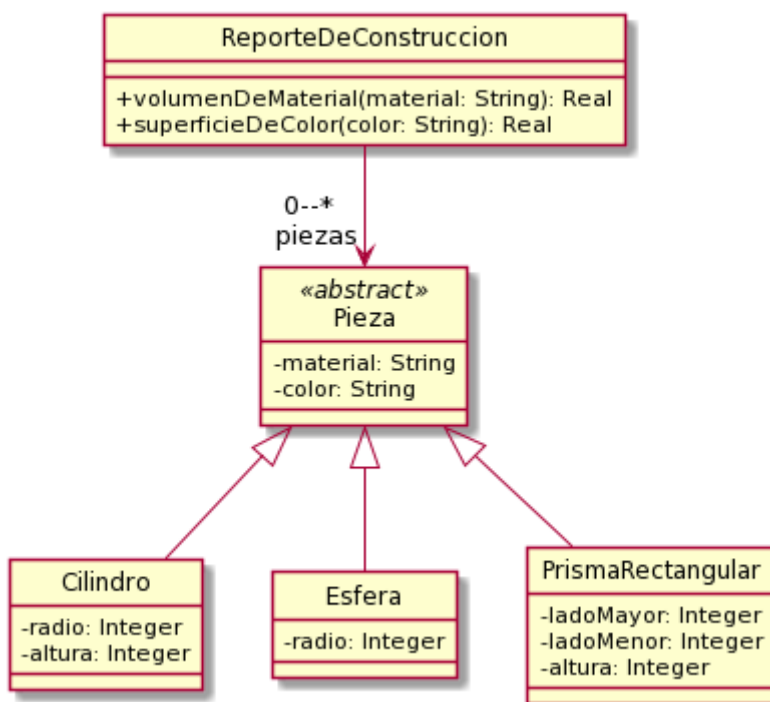 ReporteDeConstruccion
+volumenDeMaterial(material: String): Real
+superficieDeColor(color: String): Real
0--*
piezas
«abstract»
Pieza
-material: String
-color: String
Cilindro
-radio: Integer
-altura: Integer
Esfera
-radio: Integer
PrismaRectangular
-ladoMayor: Integer
-ladoMenor: Integer
-altura: Integer